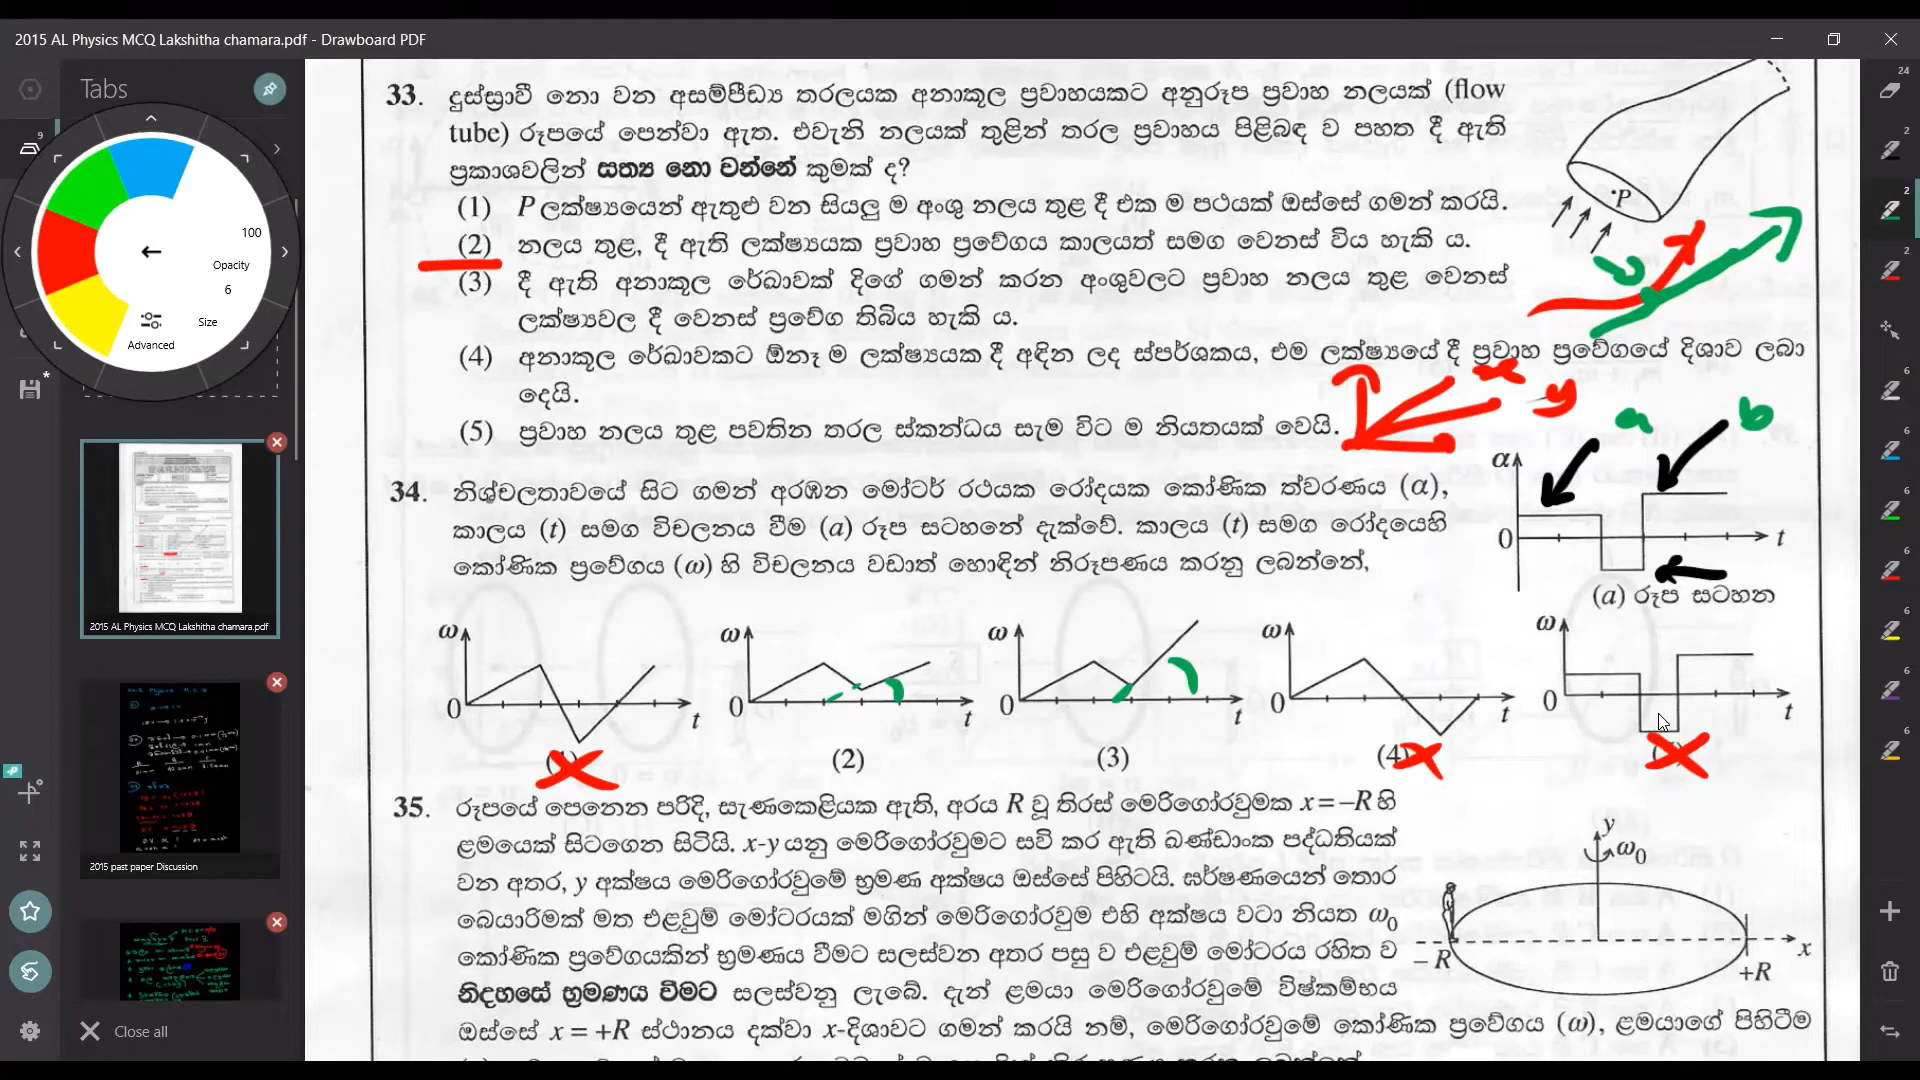 2015 AL Physics MCQ Lakshitha chamara.pdf - Drawboard PDF
Tabs
100
Opacity
6
Size
Advanced
2015 AL Physics MCQ Lakshitha chamara.pdf
2015 past paper Discussion
Close all
33. දුස්ස්‍රාවී නො වන අසම්පීඩ්‍ය තරලයක අනාකූල ප්‍රවාහයකට අනුරූප ප්‍රවාහ නලයක් (flow
tube) රූපයේ පෙන්වා ඇත. එවැනි නලයක් තුළින් තරල ප්‍රවාහය පිළිබඳ ව පහත දී ඇති
ප්‍රකාශවලින් සත්‍ය නො වන්නේ කුමක් ද?
(1) P ලක්ෂ්‍යයෙන් ඇතුළු වන සියලු ම අංශු නලය තුළ දී එක ම පථයක් ඔස්සේ ගමන් කරයි.
(2) නලය තුළ, දී ඇති ලක්ෂ්‍යයක ප්‍රවාහ ප්‍රවේගය කාලයත් සමග වෙනස් විය හැකි ය.
(3) දී ඇති අනාකූල රේඛාවක් දිගේ ගමන් කරන අංශුවලට ප්‍රවාහ නලය තුළ වෙනස්
ලක්ෂ්‍යවල දී වෙනස් ප්‍රවේග තිබිය හැකි ය.
(4) අනාකූල රේඛාවකට ඕනෑ ම ලක්ෂ්‍යයක දී අඳින ලද ස්පර්ශකය, එම ලක්ෂ්‍යයේ දී ප්‍රවාහ ප්‍රවේගයේ දිශාව ලබා
දෙයි.
(5) ප්‍රවාහ නලය තුළ පවතින තරල ස්කන්ධය සැම විට ම නියතයක් වෙයි.
P
υ
x
y
a
b
34. නිශ්චලතාවයේ සිට ගමන් අරඹන මෝටර් රථයක රෝදයක කෝණික ත්වරණය (α),
කාලය (t) සමග විචලනය වීම (a) රූප සටහනේ දැක්වේ. කාලය (t) සමග රෝදයෙහි
කෝණික ප්‍රවේගය (ω) හි විචලනය වඩාත් හොඳින් නිරූපණය කරනු ලබන්නේ,
α
0
t
(a) රූප සටහන
ω 0 t
ω 0 t (2)
ω 0 t (3)
ω 0 t (4)
ω 0 t
35. රූපයේ පෙනෙන පරිදි, සැණකෙළියක ඇති, අරය R වූ තිරස් මෙරිගෝරවුමක x = –R හි
ළමයෙක් සිටගෙන සිටියි. x-y යනු මෙරිගෝරවුමට සවි කර ඇති ඛණ්ඩාංක පද්ධතියක්
වන අතර, y අක්ෂය මෙරිගෝරවුමේ භ්‍රමණ අක්ෂය ඔස්සේ පිහිටයි. ඝර්ෂණයෙන් තොර
බෙයාරිමක් මත එළවුම් මෝටරයක් මගින් මෙරිගෝරවුම එහි අක්ෂය වටා නියත ω0
කෝණික ප්‍රවේගයකින් භ්‍රමණය වීමට සලස්වන අතර පසු ව එළවුම් මෝටරය රහිත ව
නිදහසේ භ්‍රමණය වීමට සලස්වනු ලැබේ. දැන් ළමයා මෙරිගෝරවුමේ විෂ්කම්භය
ඔස්සේ x = +R ස්ථානය දක්වා x-දිශාවට ගමන් කරයි නම්, මෙරිගෝරවුමේ කෝණික ප්‍රවේගය (ω), ළමයාගේ පිහිටීම
y
ω0
– R
+R
x